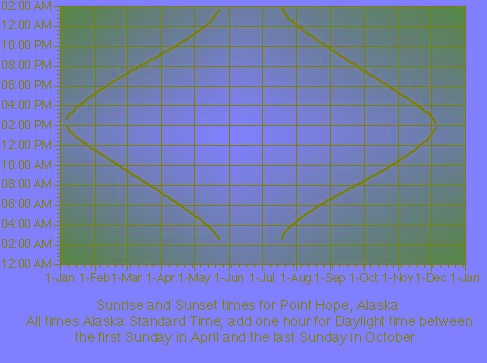 02:00 AM
12:00 AM
10:00 PM
08:00 PM
06:00 PM
04:00 PM
02:00 PM
12:00 PM
10:00 AM
08:00 AM
06:00 AM
04:00 AM
02:00 AM
12:00 AM
1-Jan 1-Feb 1-Mar 1-Apr 1-May 1-Jun 1-Jul 1-Aug 1-Sep 1-Oct 1-Nov 1-Dec 1-Jan
Sunrise and Sunset times for Point Hope, Alaska
All times Alaska Standard Time; add one hour for Daylight time between
the first Sunday in April and the last Sunday in October.